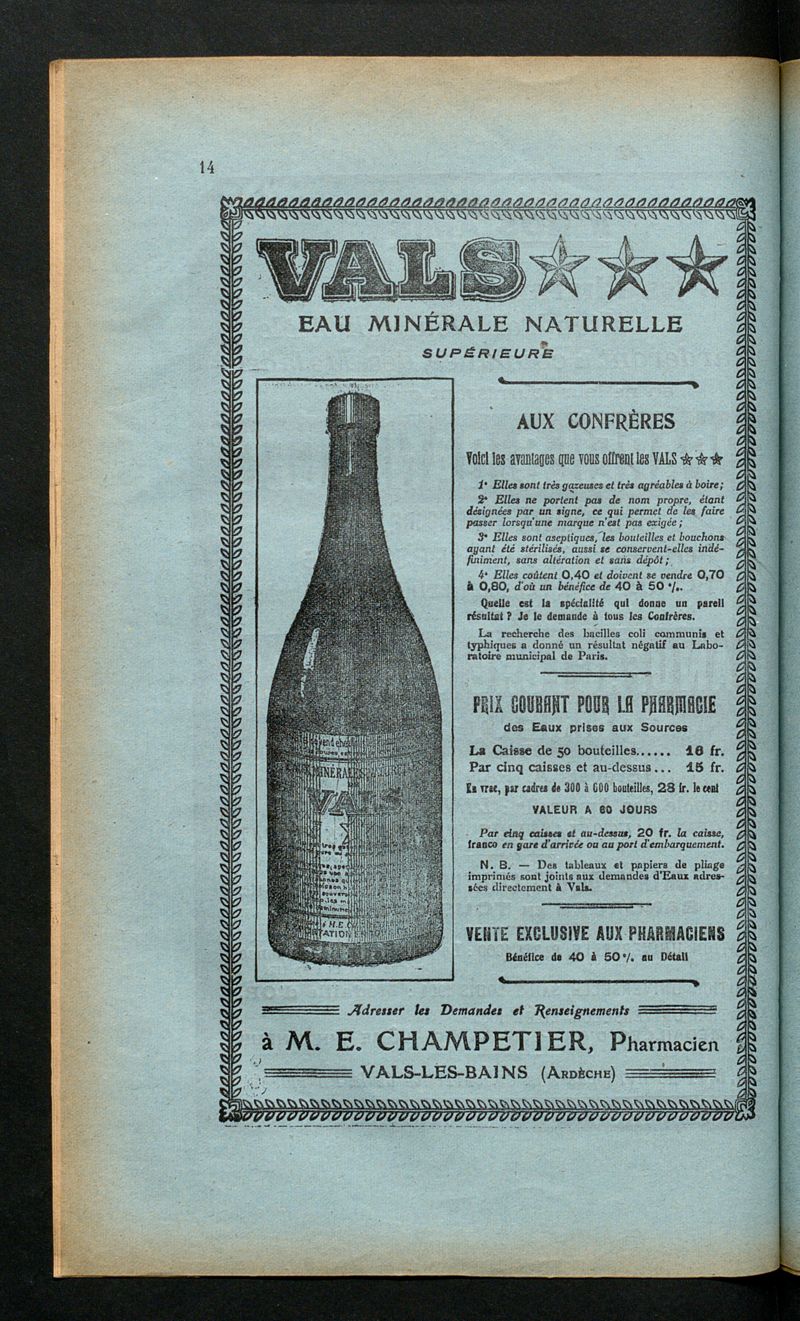 14
VALS
EAU MINÉRALE NATURELLE
SUPÉRIEURE
AUX CONFRÈRES
Voici les avantages que vous offrent les VALS ★★★
1° Elles sont très gazeuses et très agréables à boire;
2° Elles ne portent pas de nom propre, étant
désignées par un signe, ce qui permet de les faire
passer lorsqu'une marque n'est pas exigée;
3° Elles sont aseptiques, les bouteilles et bouchons
ayant été stérilisés, aussi se conservent-elles indé-
finiment, sans altération et sans dépôt;
4° Elles coûtent 0,40 et doivent se vendre 0,70
à 0,80, d'où un bénéfice de 40 à 50 %.
Quelle est la spécialité qui donne un pareil
résultat ? Je le demande à tous les Confrères.
La recherche des bacilles coli communis et
typhiques a donné un résultat négatif au Labo-
ratoire municipal de Paris.
PRIX COURANT POUR LA PHARMACIE
des Eaux prises aux Sources
La Caisse de 50 bouteilles...... 16 fr.
Par cinq caisses et au-dessus... 15 fr.
En vrac, par cadres de 300 à 600 bouteilles, 28 fr. le cent
VALEUR A 60 JOURS
Par cinq caisses et au-dessus, 20 fr. la caisse,
franco en gare d'arrivée ou au port d'embarquement.
N. B. — Des tableaux et papiers de pliage
imprimés sont joints aux demandes d'Eaux adres-
sées directement à Vals.
VENTE EXCLUSIVE AUX PHARMACIENS
Bénéfice de 40 à 50 %. au Détail
MINÉRALES
VALS
Adresser les Demandes et Renseignements
à M. E. CHAMPETIER, Pharmacien
VALS-LES-BAINS (ARDÈCHE)